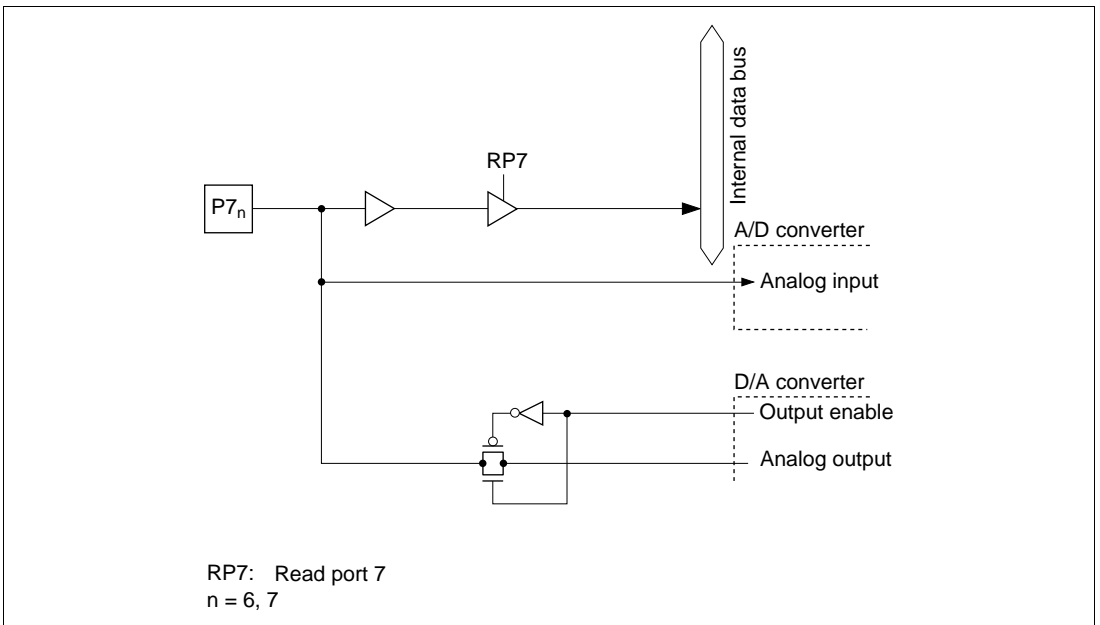 Internal data bus
RP7
P7n
A/D converter
Analog input
D/A converter
Output enable
Analog output
RP7: Read port 7
n = 6, 7